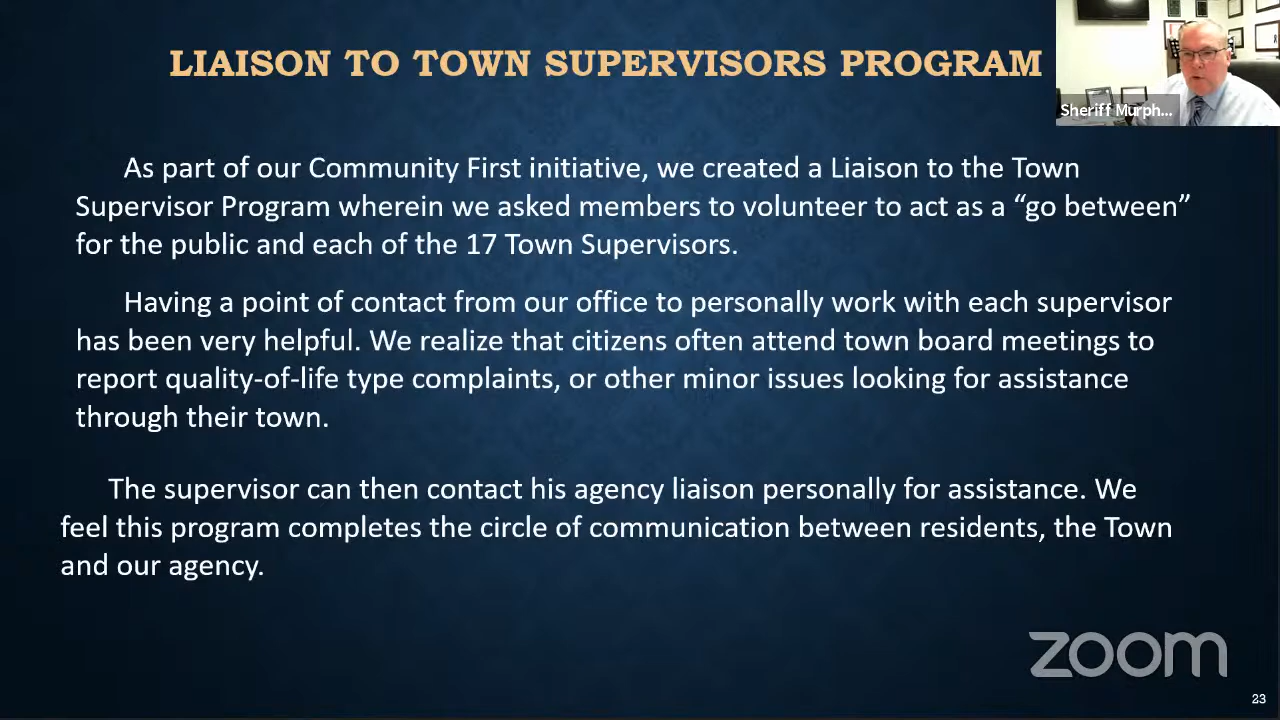 LIAISON TO TOWN SUPERVISORS PROGRAM
Sheriff Murph...
As part of our Community First initiative, we created a Liaison to the Town
Supervisor Program wherein we asked members to volunteer to act as a “go between”
for the public and each of the 17 Town Supervisors.
Having a point of contact from our office to personally work with each supervisor
has been very helpful. We realize that citizens often attend town board meetings to
report quality-of-life type complaints, or other minor issues looking for assistance
through their town.
The supervisor can then contact his agency liaison personally for assistance. We
feel this program completes the circle of communication between residents, the Town
and our agency.
zoom
23